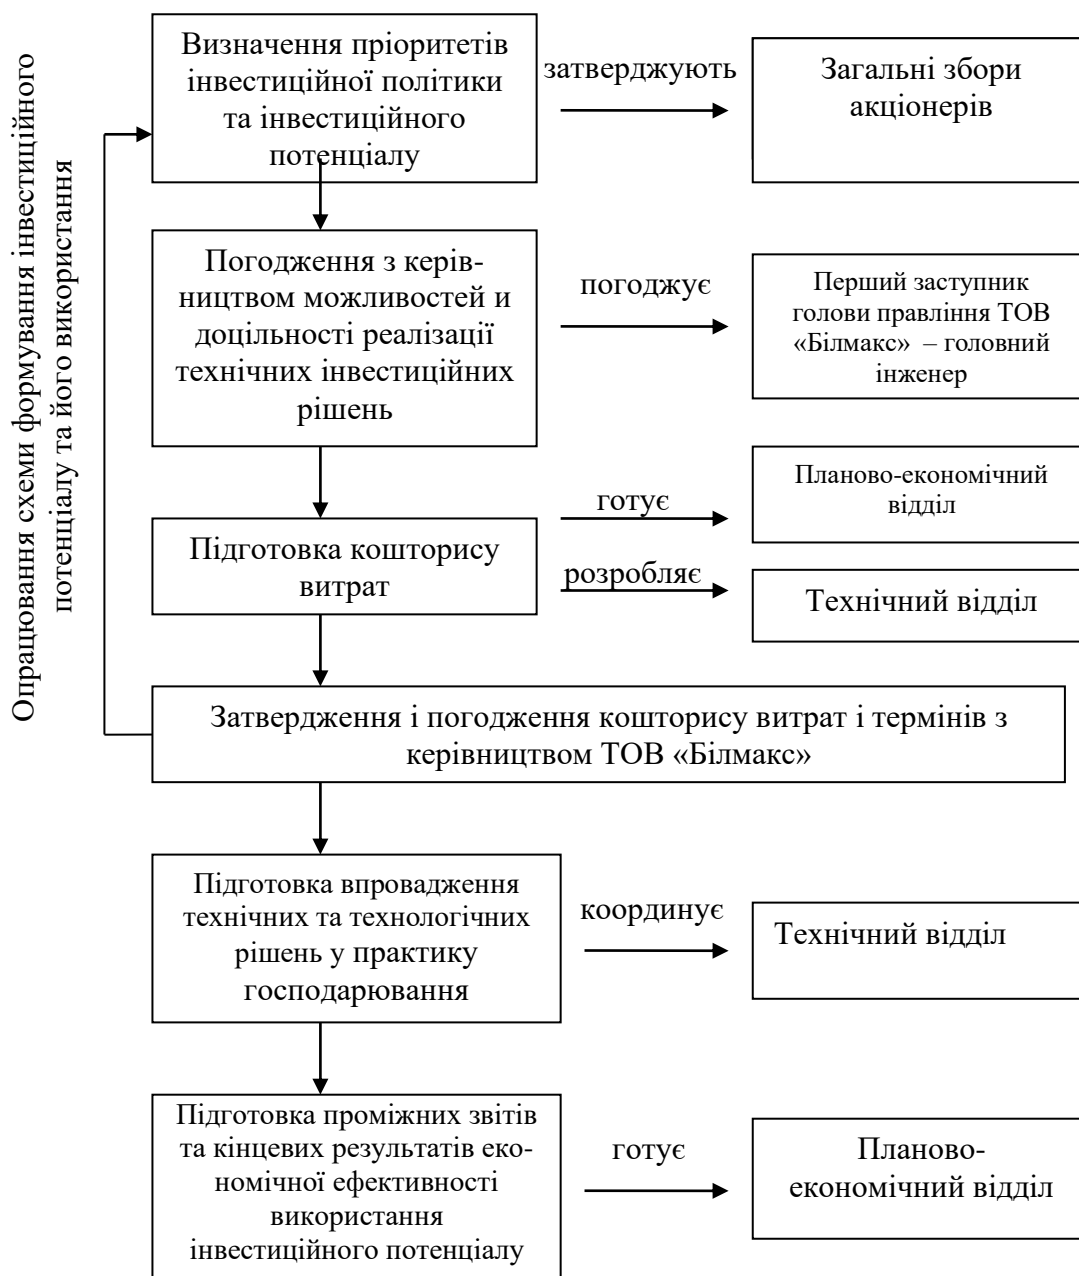 Опрацювання схеми формування інвестиційного
потенціалу та його використання
Визначення пріоритетів
інвестиційної політики
та інвестиційного
потенціалу
затверджують
Загальні збори
акціонерів
Погодження з керів-
ництвом можливостей и
доцільності реалізації
технічних інвестиційних
рішень
погоджує
Перший заступник
голови правління ТОВ
«Білмакс» – головний
інженер
Підготовка кошторису
витрат
готує
Планово-економічний
відділ
розробляє
Технічний відділ
Затвердження і погодження кошторису витрат і термінів з
керівництвом ТОВ «Білмакс»
Підготовка впровадження
технічних та технологічних
рішень у практику
господарювання
координує
Технічний відділ
Підготовка проміжних звітів
та кінцевих результатів еко-
номічної ефективності
використання
інвестиційного потенціалу
готує
Планово-
економічний відділ